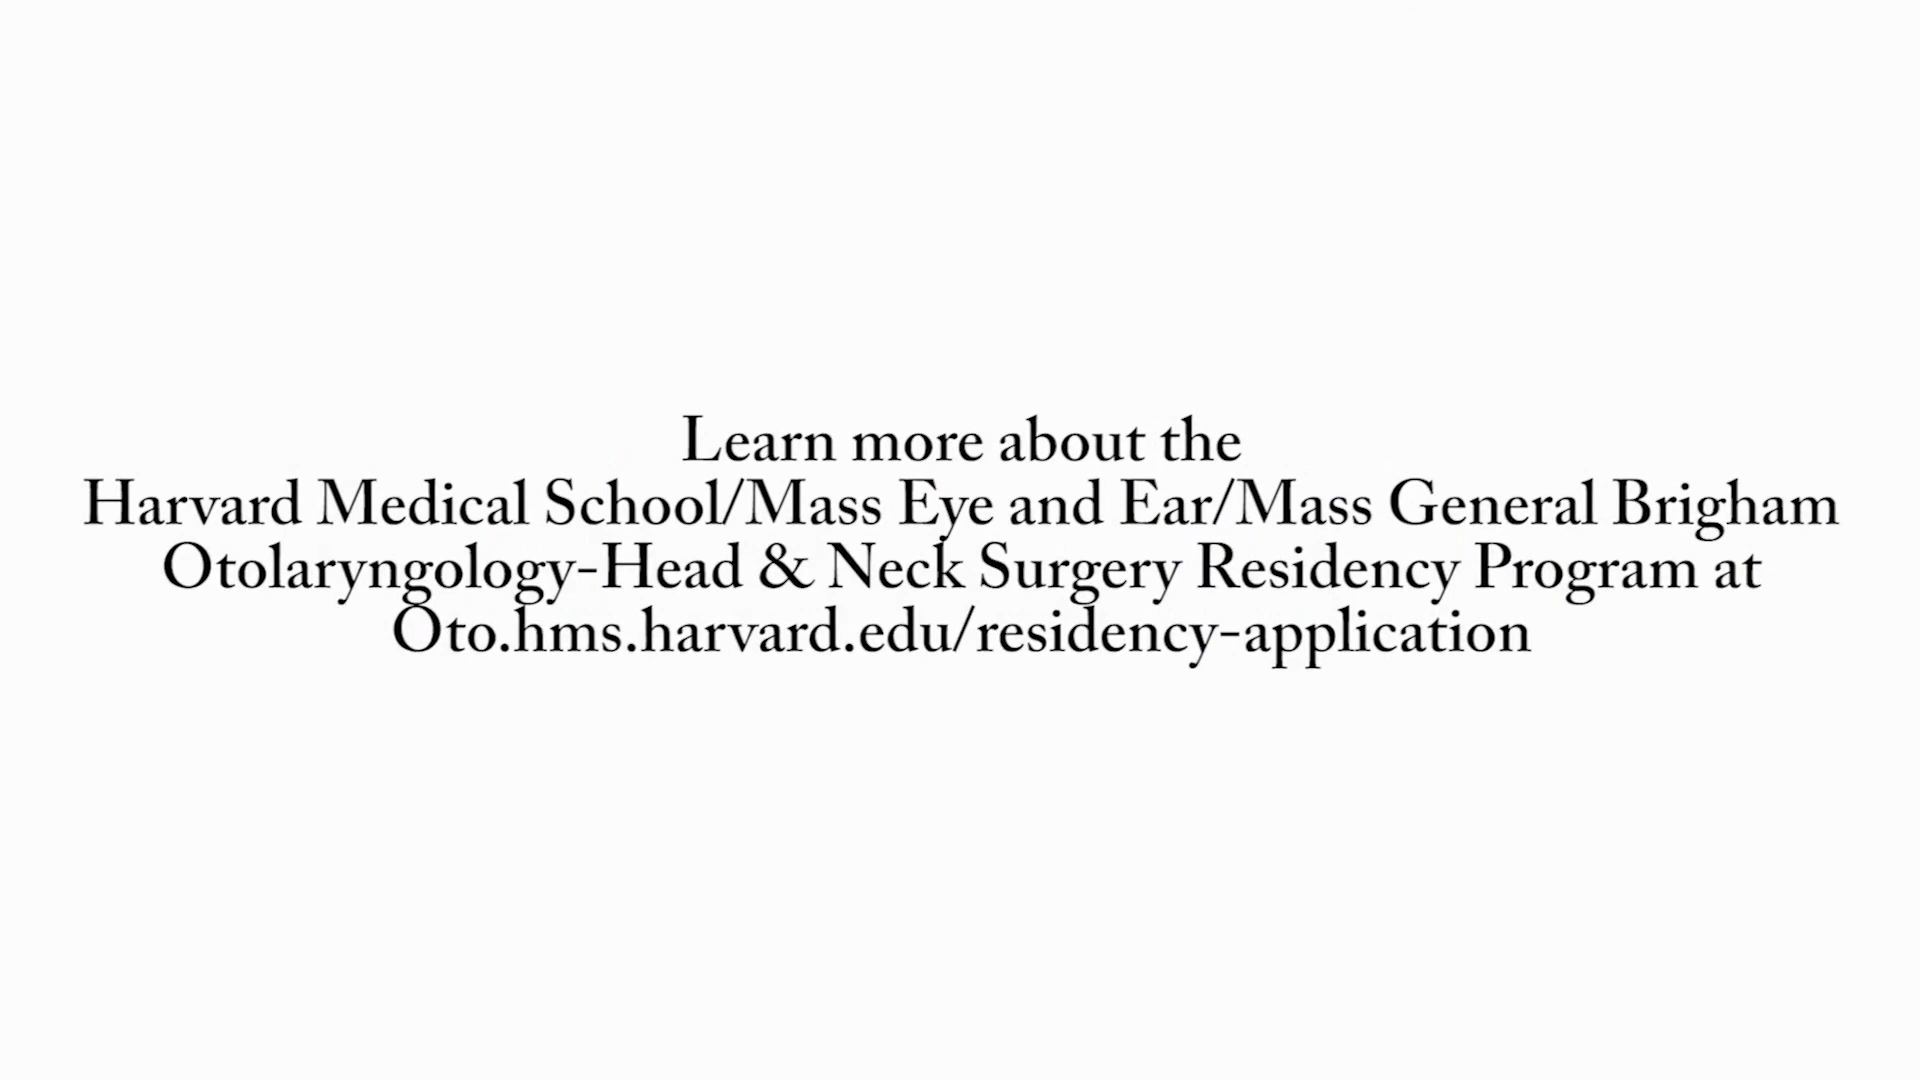 Learn more about the
Harvard Medical School/Mass Eye and Ear/Mass General Brigham
Otolaryngology-Head & Neck Surgery Residency Program at
Oto.hms.harvard.edu/residency-application